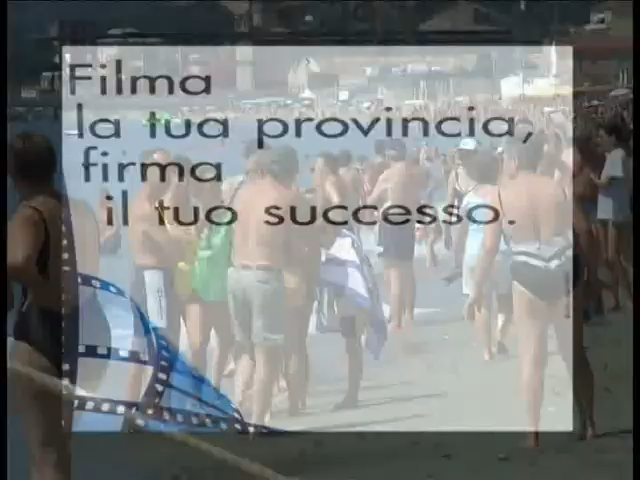 Filma
la tua provincia,
firma
il tuo successo.